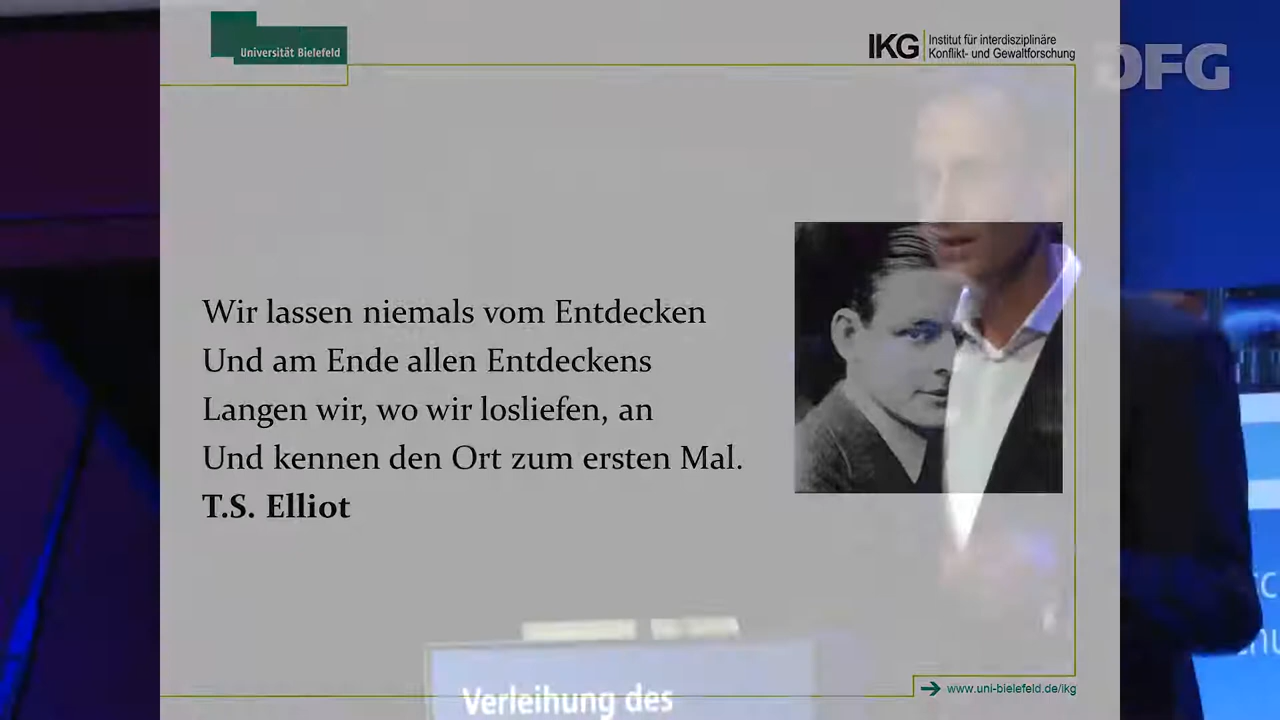 Universität Bielefeld
IKG
Institut für interdisziplinäre
Konflikt- und Gewaltforschung
DFG
Wir lassen niemals vom Entdecken
Und am Ende allen Entdeckens
Langen wir, wo wir losliefen, an
Und kennen den Ort zum ersten Mal.
T.S. Elliot
www.uni-bielefeld.de/ikg
Verleihung des